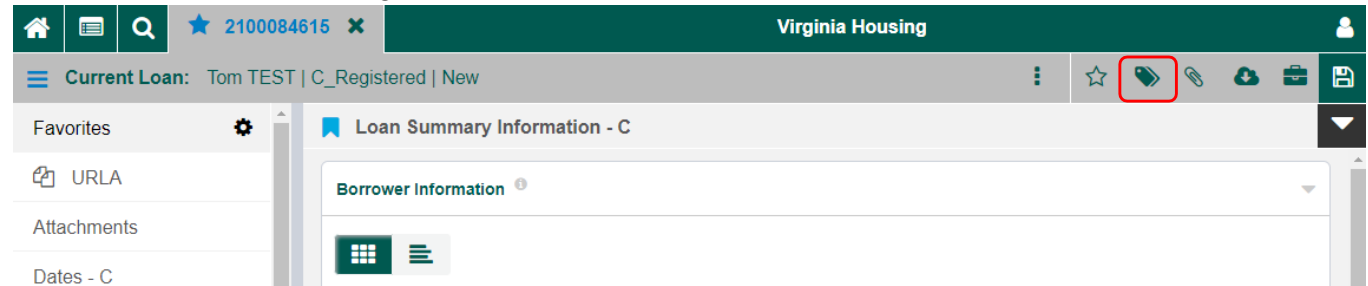 2100084615 Virginia Housing
Current Loan: Tom TEST | C_Registered | New
Favorites
Loan Summary Information - C
URLA
Borrower Information
Attachments
Dates - C